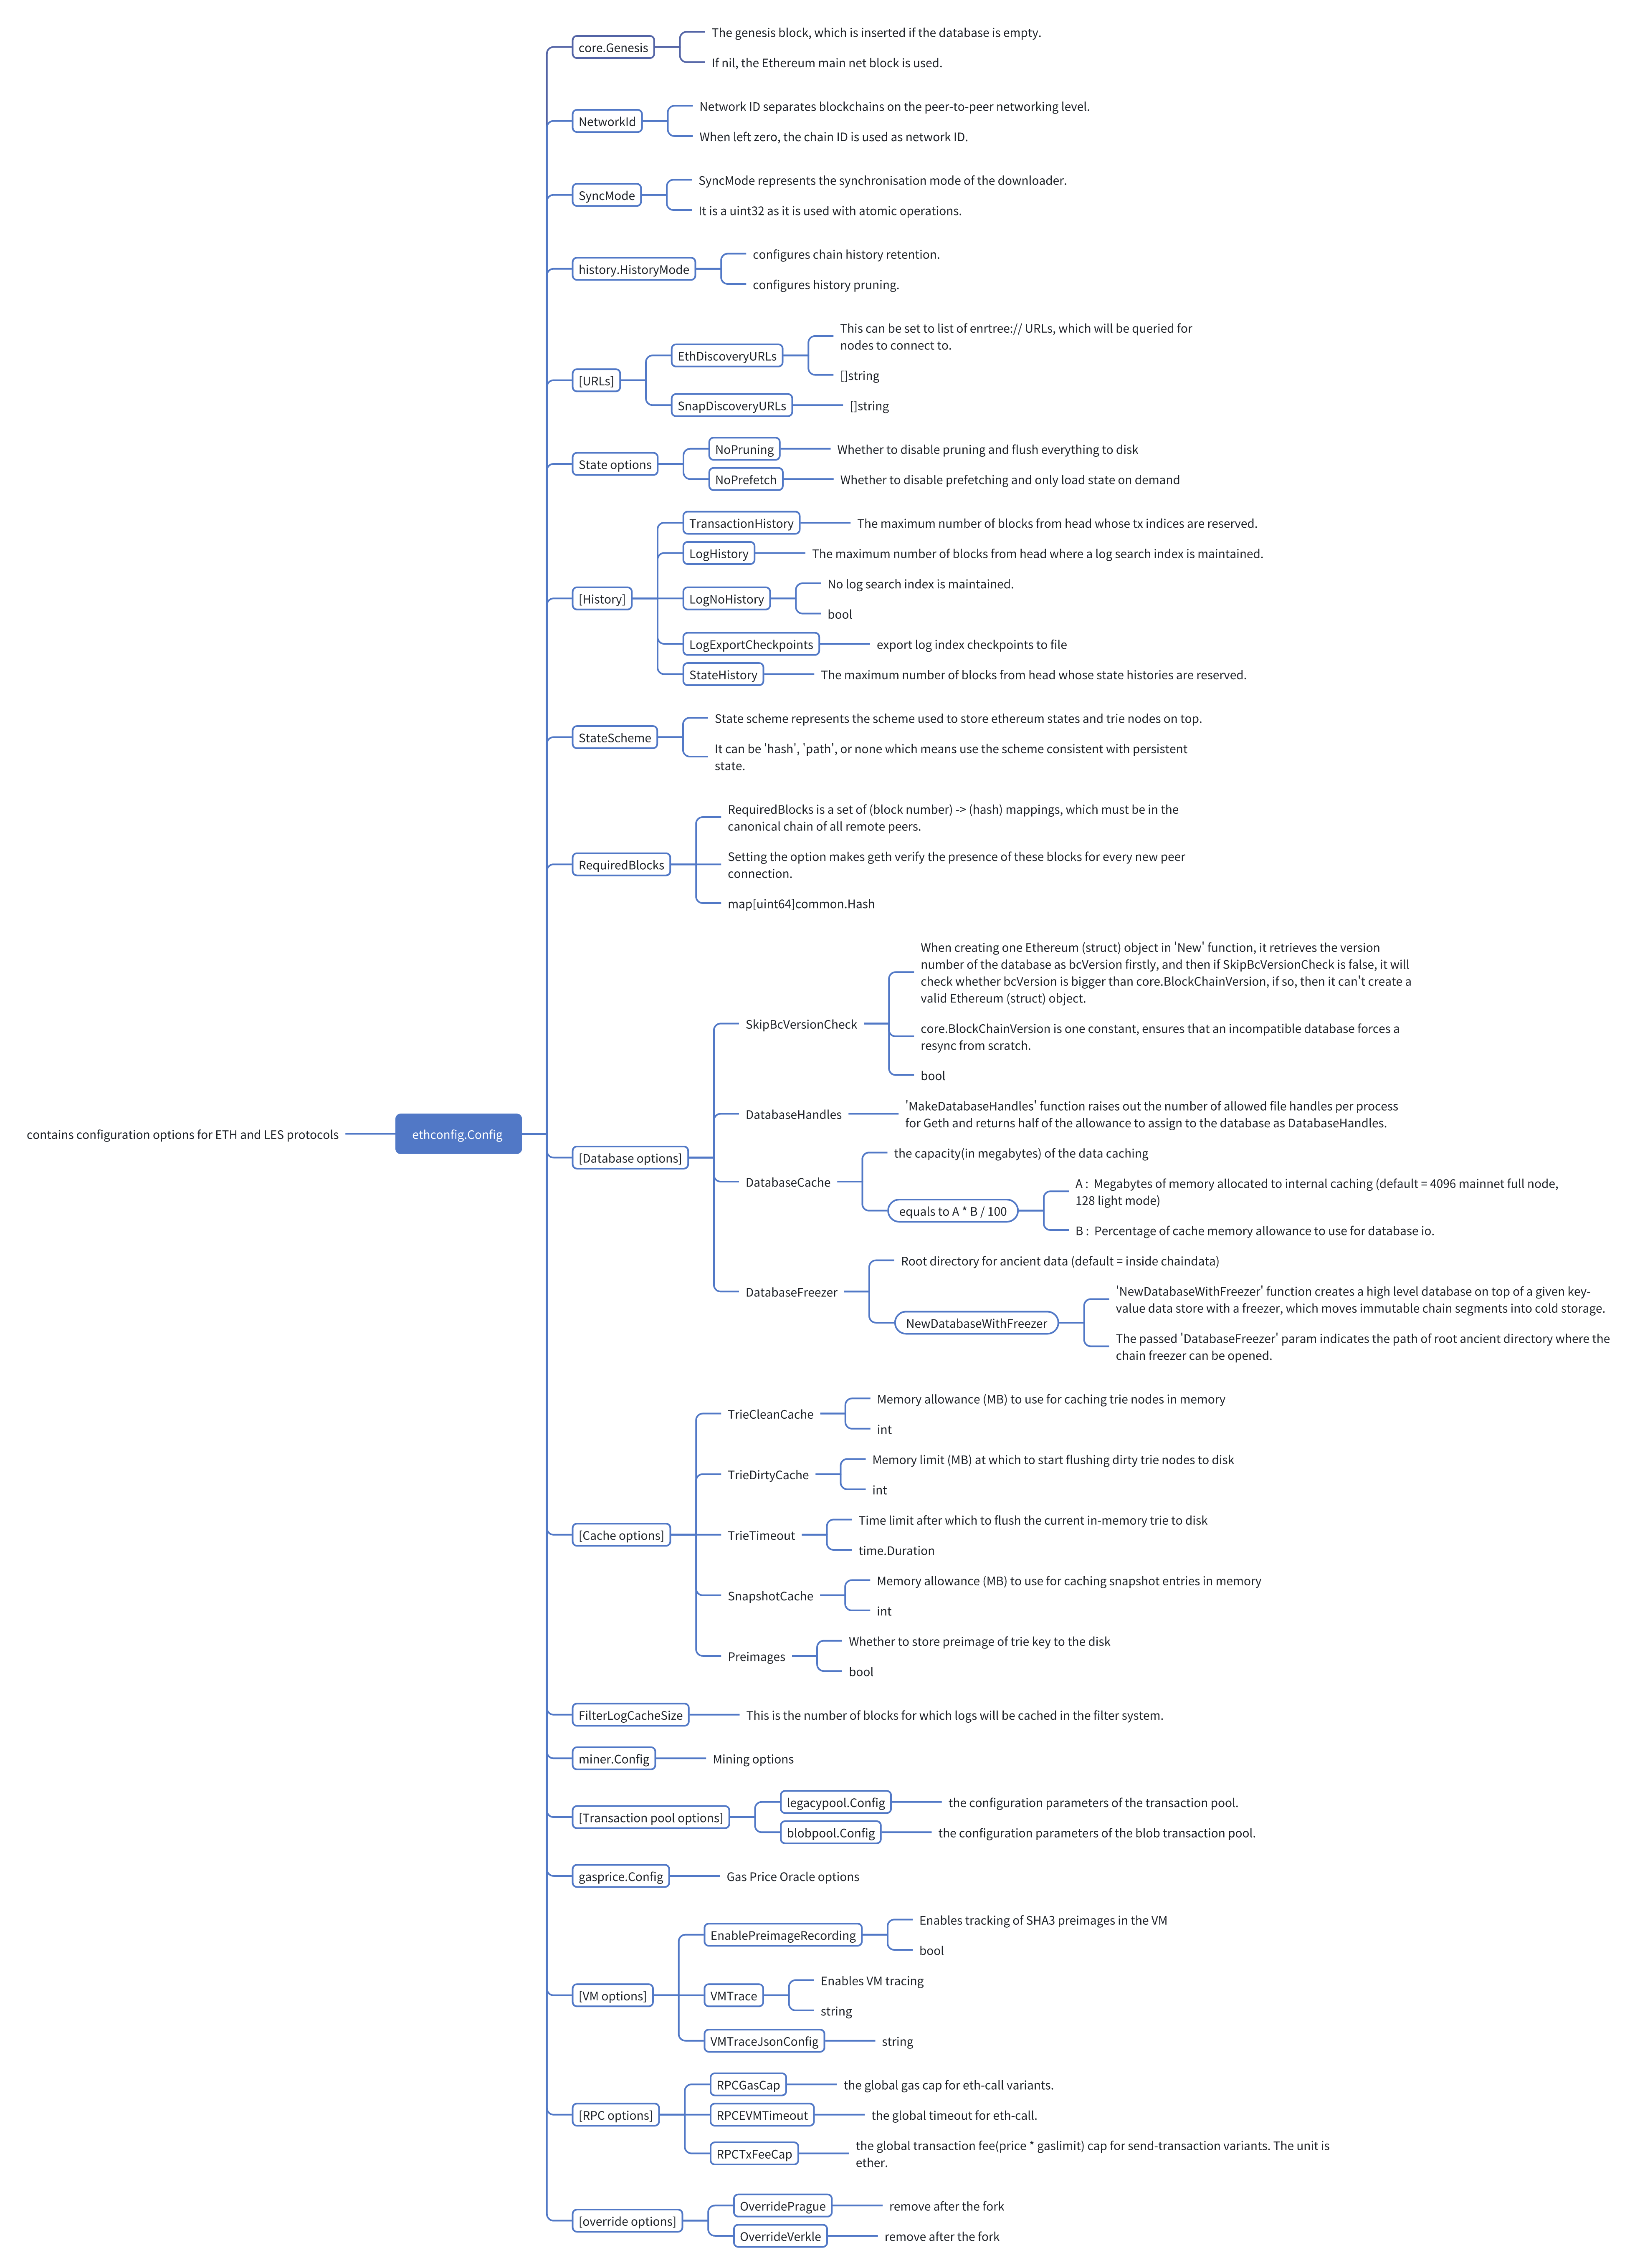 contains configuration options for ETH and LES protocols
ethconfig.Config
core.Genesis
The genesis block, which is inserted if the database is empty.
If nil, the Ethereum main net block is used.
NetworkId
Network ID separates blockchains on the peer-to-peer networking level.
When left zero, the chain ID is used as network ID.
SyncMode
SyncMode represents the synchronisation mode of the downloader.
It is a uint32 as it is used with atomic operations.
history.HistoryMode
configures chain history retention.
configures history pruning.
[URLs]
EthDiscoveryURLs
This can be set to list of enrtree:// URLs, which will be queried for
nodes to connect to.
[]string
SnapDiscoveryURLs
[]string
State options
NoPruning
Whether to disable pruning and flush everything to disk
NoPrefetch
Whether to disable prefetching and only load state on demand
[History]
TransactionHistory
The maximum number of blocks from head whose tx indices are reserved.
LogHistory
The maximum number of blocks from head where a log search index is maintained.
LogNoHistory
No log search index is maintained.
bool
LogExportCheckpoints
export log index checkpoints to file
StateHistory
The maximum number of blocks from head whose state histories are reserved.
StateScheme
State scheme represents the scheme used to store ethereum states and trie nodes on top.
It can be 'hash', 'path', or none which means use the scheme consistent with persistent
state.
RequiredBlocks
RequiredBlocks is a set of (block number) -> (hash) mappings, which must be in the
canonical chain of all remote peers.
Setting the option makes geth verify the presence of these blocks for every new peer
connection.
map[uint64]common.Hash
[Database options]
SkipBcVersionCheck
When creating one Ethereum (struct) object in 'New' function, it retrieves the version
number of the database as bcVersion firstly, and then if SkipBcVersionCheck is false, it will
check whether bcVersion is bigger than core.BlockChainVersion, if so, then it can't create a
valid Ethereum (struct) object.
core.BlockChainVersion is one constant, ensures that an incompatible database forces a
resync from scratch.
bool
DatabaseHandles
'MakeDatabaseHandles' function raises out the number of allowed file handles per process
for Geth and returns half of the allowance to assign to the database as DatabaseHandles.
DatabaseCache
the capacity(in megabytes) of the data caching
equals to A * B / 100
A : Megabytes of memory allocated to internal caching (default = 4096 mainnet full node,
128 light mode)
B : Percentage of cache memory allowance to use for database io.
DatabaseFreezer
Root directory for ancient data (default = inside chaindata)
NewDatabaseWithFreezer
'NewDatabaseWithFreezer' function creates a high level database on top of a given key-
value data store with a freezer, which moves immutable chain segments into cold storage.
The passed 'DatabaseFreezer' param indicates the path of root ancient directory where the
chain freezer can be opened.
[Cache options]
TrieCleanCache
Memory allowance (MB) to use for caching trie nodes in memory
int
TrieDirtyCache
Memory limit (MB) at which to start flushing dirty trie nodes to disk
int
TrieTimeout
Time limit after which to flush the current in-memory trie to disk
time.Duration
SnapshotCache
Memory allowance (MB) to use for caching snapshot entries in memory
int
Preimages
Whether to store preimage of trie key to the disk
bool
FilterLogCacheSize
This is the number of blocks for which logs will be cached in the filter system.
miner.Config
Mining options
[Transaction pool options]
legacypool.Config
the configuration parameters of the transaction pool.
blobpool.Config
the configuration parameters of the blob transaction pool.
gasprice.Config
Gas Price Oracle options
[VM options]
EnablePreimageRecording
Enables tracking of SHA3 preimages in the VM
bool
VMTrace
Enables VM tracing
string
VMTraceJsonConfig
string
[RPC options]
RPCGasCap
the global gas cap for eth-call variants.
RPCEVMTimeout
the global timeout for eth-call.
RPCTxFeeCap
the global transaction fee(price * gaslimit) cap for send-transaction variants. The unit is
ether.
[override options]
OverridePrague
remove after the fork
OverrideVerkle
remove after the fork